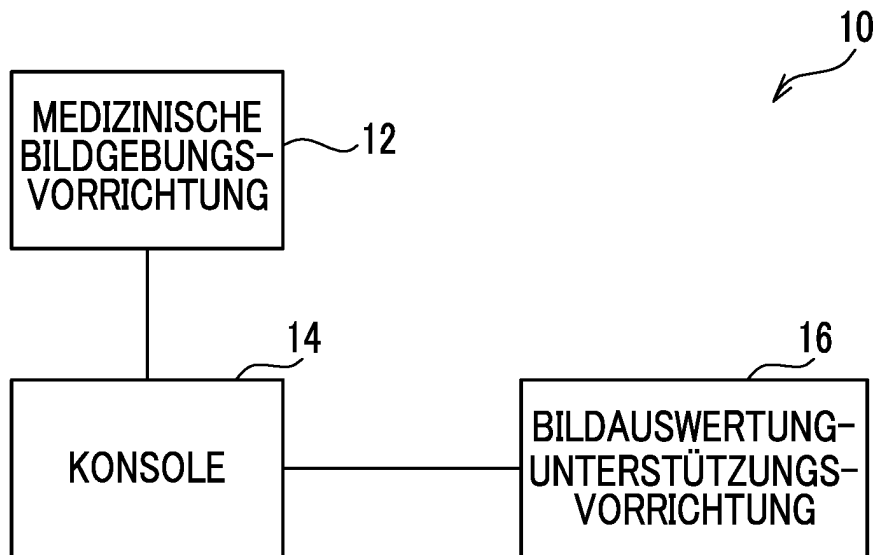 10
MEDIZINISCHE
BILDGEBUNGS-
VORRICHTUNG
12
14
KONSOLE
16
BILDAUSWERTUNG-
UNTERSTÜTZUNGS-
VORRICHTUNG